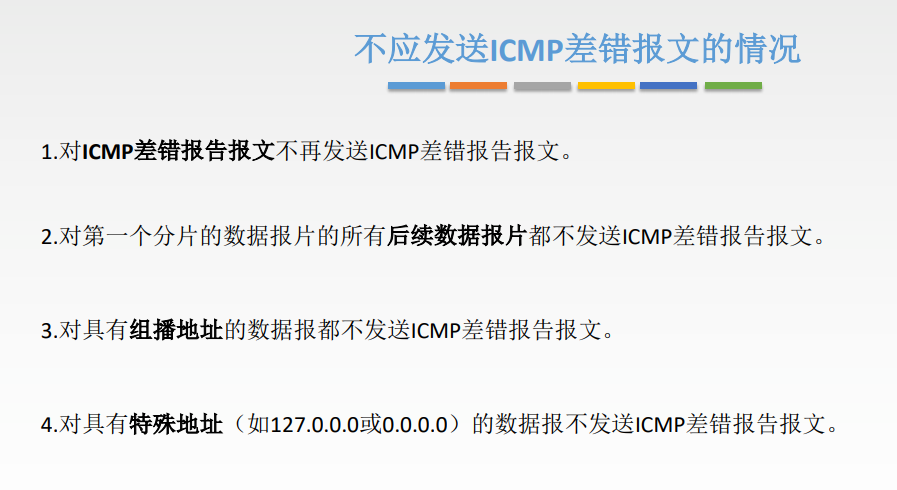 不应发送ICMP差错报文的情况
1.对ICMP差错报告报文不再发送ICMP差错报告报文。
2.对第一个分片的数据报片的所有后续数据报片都不发送ICMP差错报告报文。
3.对具有组播地址的数据报都不发送ICMP差错报告报文。
4.对具有特殊地址（如127.0.0.0或0.0.0.0）的数据报不发送ICMP差错报告报文。